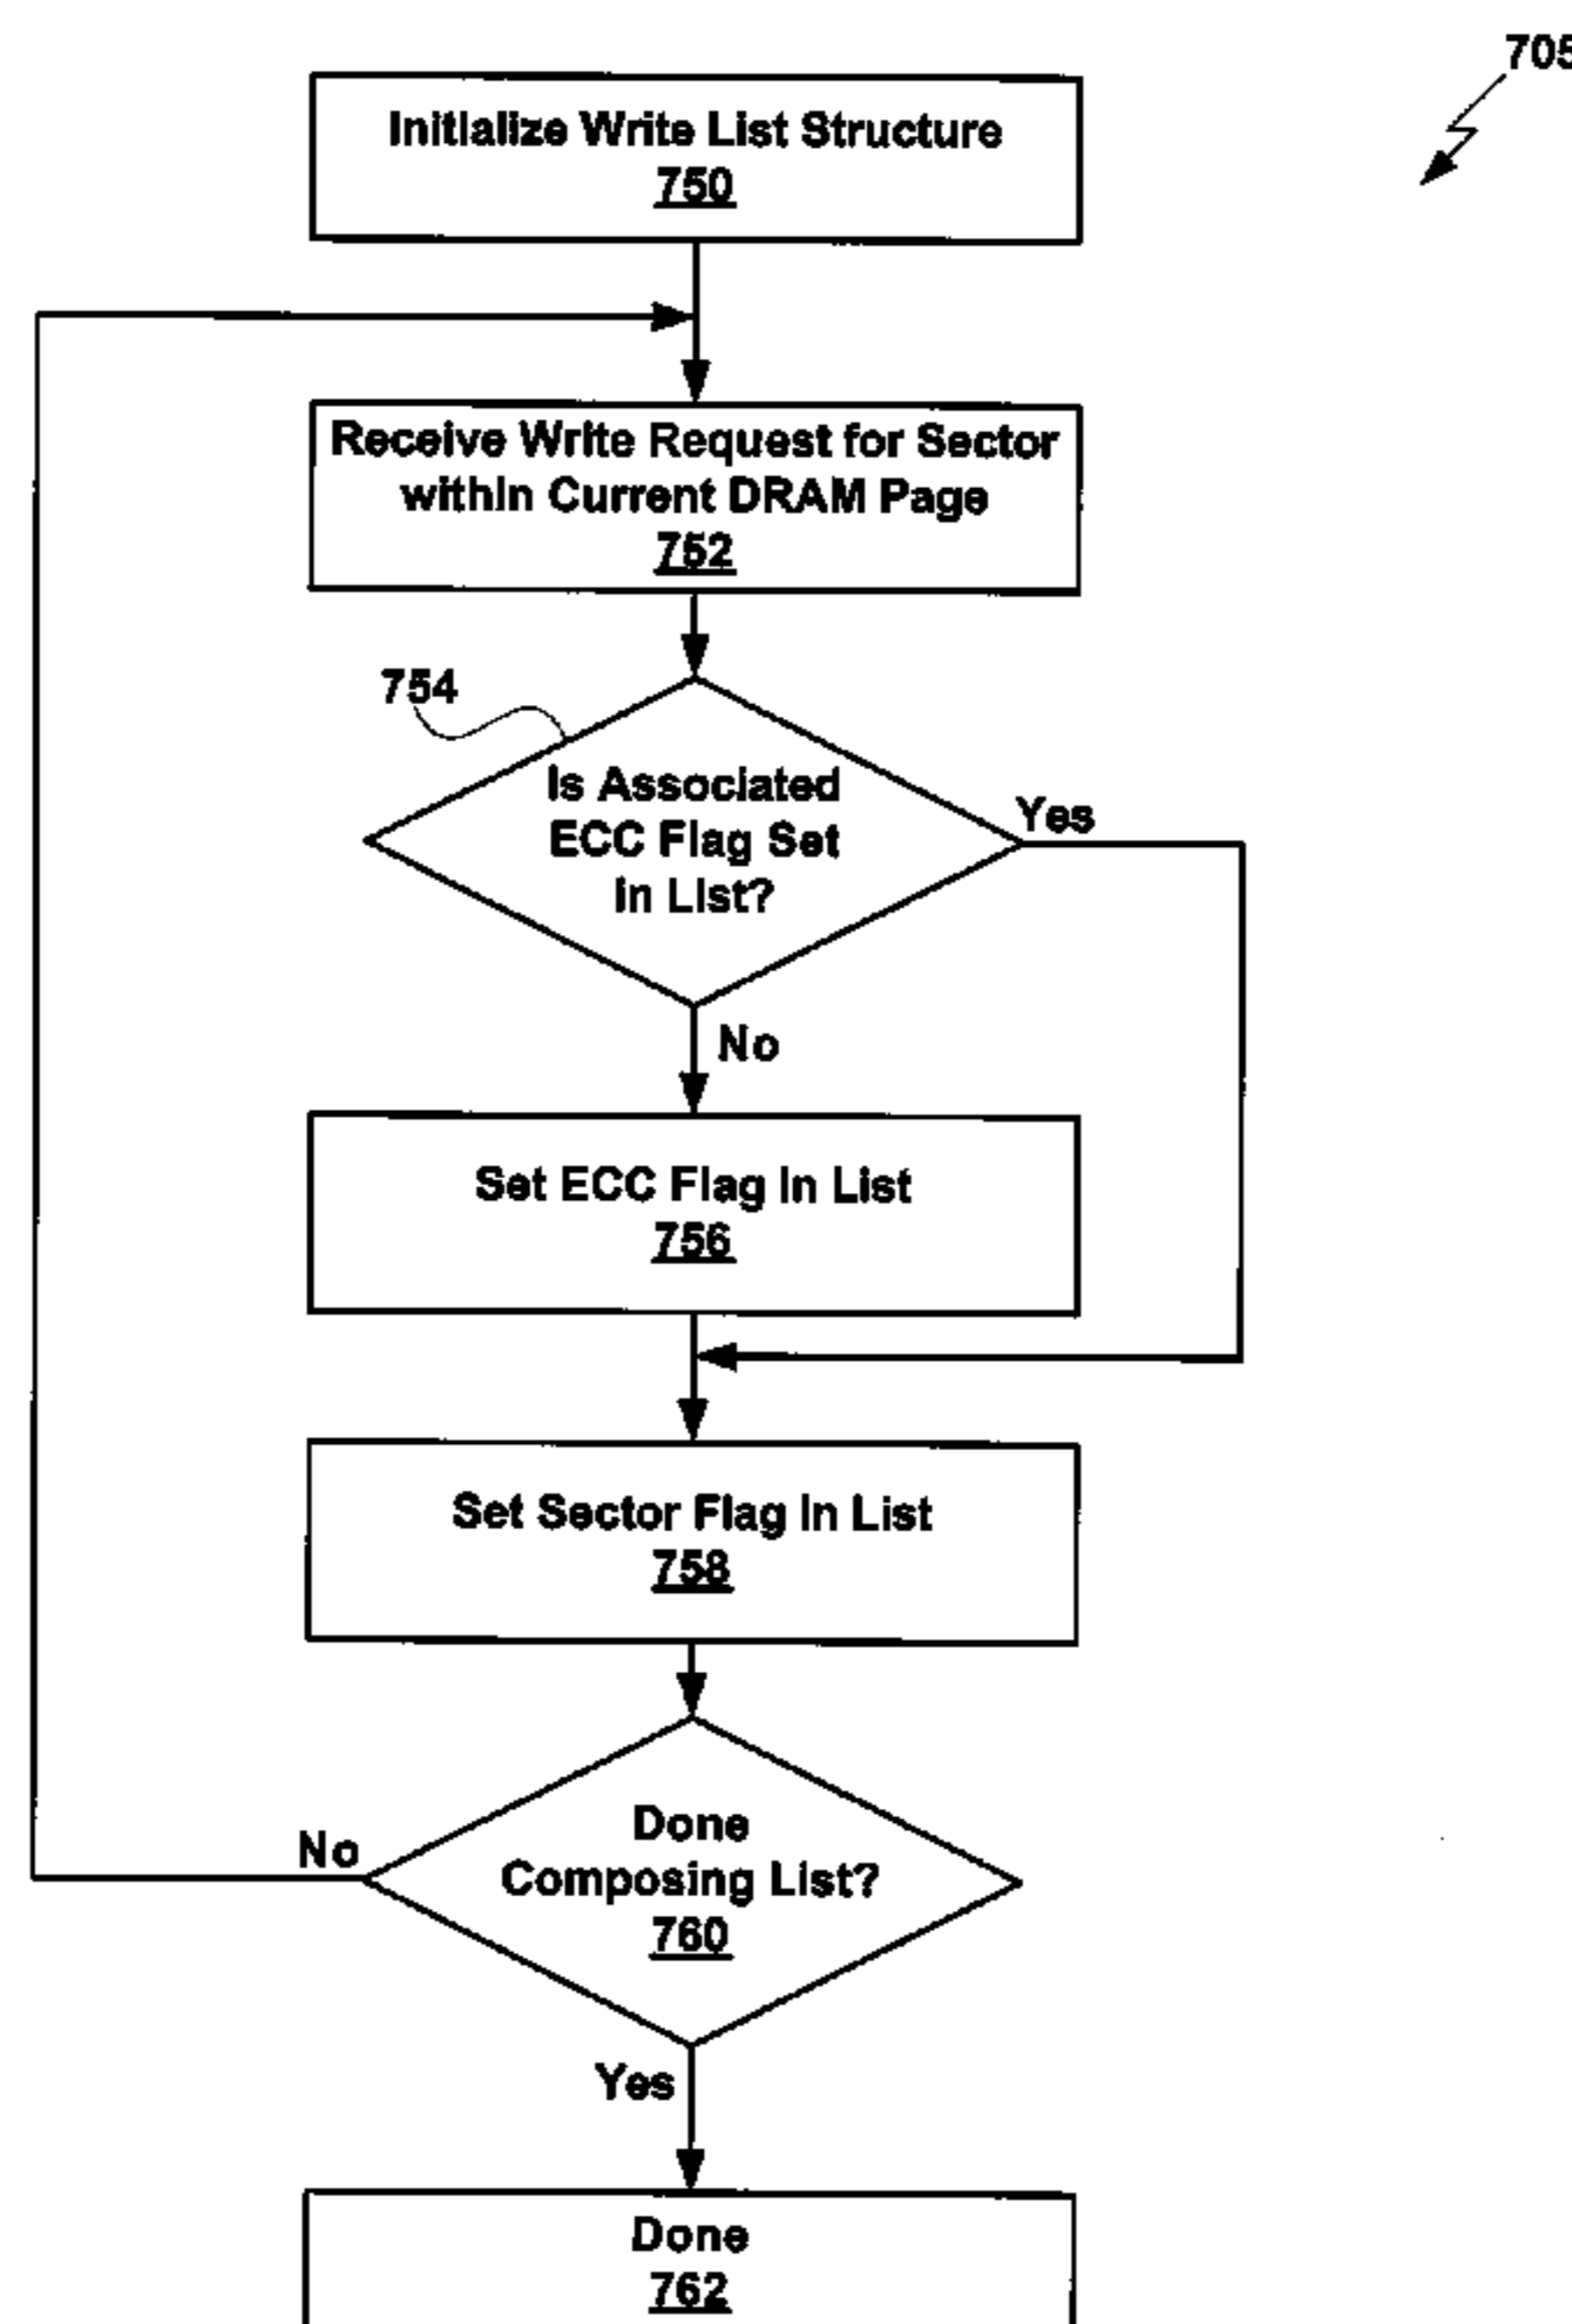 705
Initialize Write List Structure
750
Receive Write Request for Sector
within Current DRAM Page
752
754
Is Associated
ECC Flag Set
in List?
Yes
No
Set ECC Flag in List
756
Set Sector Flag in List
758
Done
Composing List?
760
No
Yes
Done
762